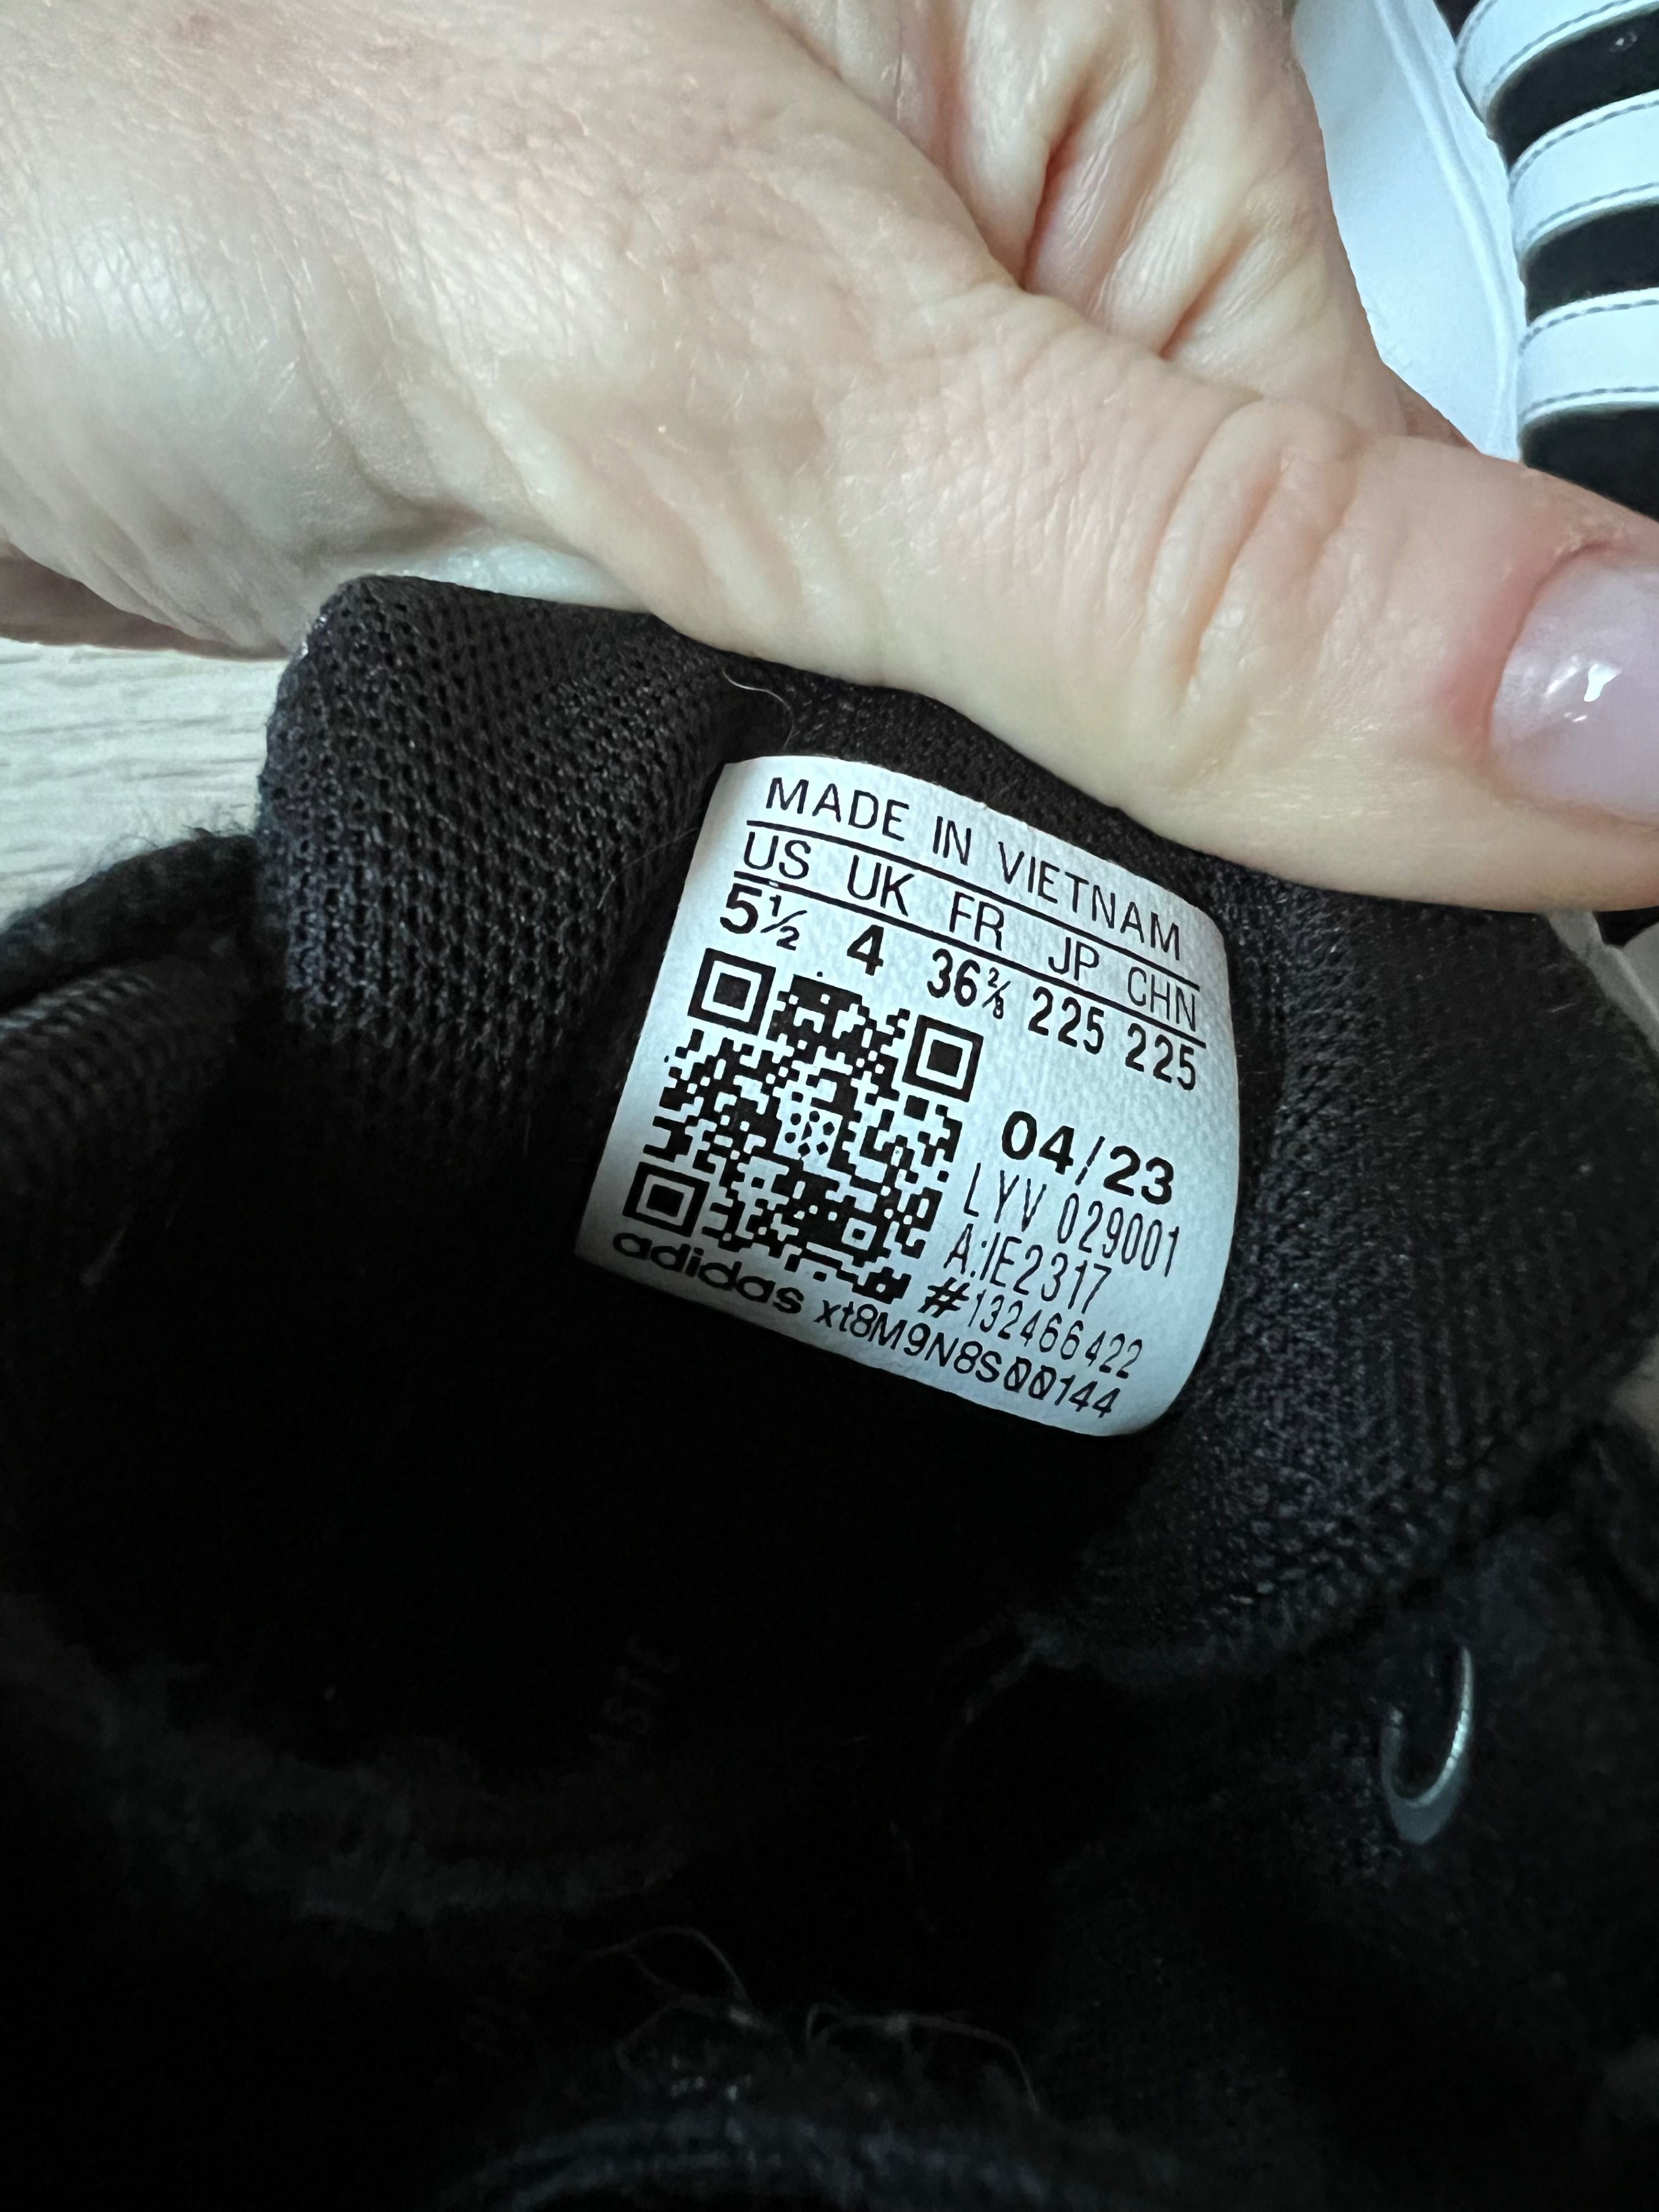 MADE IN VIETNAM
US UK FR JP CHN
5½ 4 36⅔ 225 225
04/23
LYV 029001
A:IE2317
#132466422
adidas xt8M9N8S00144